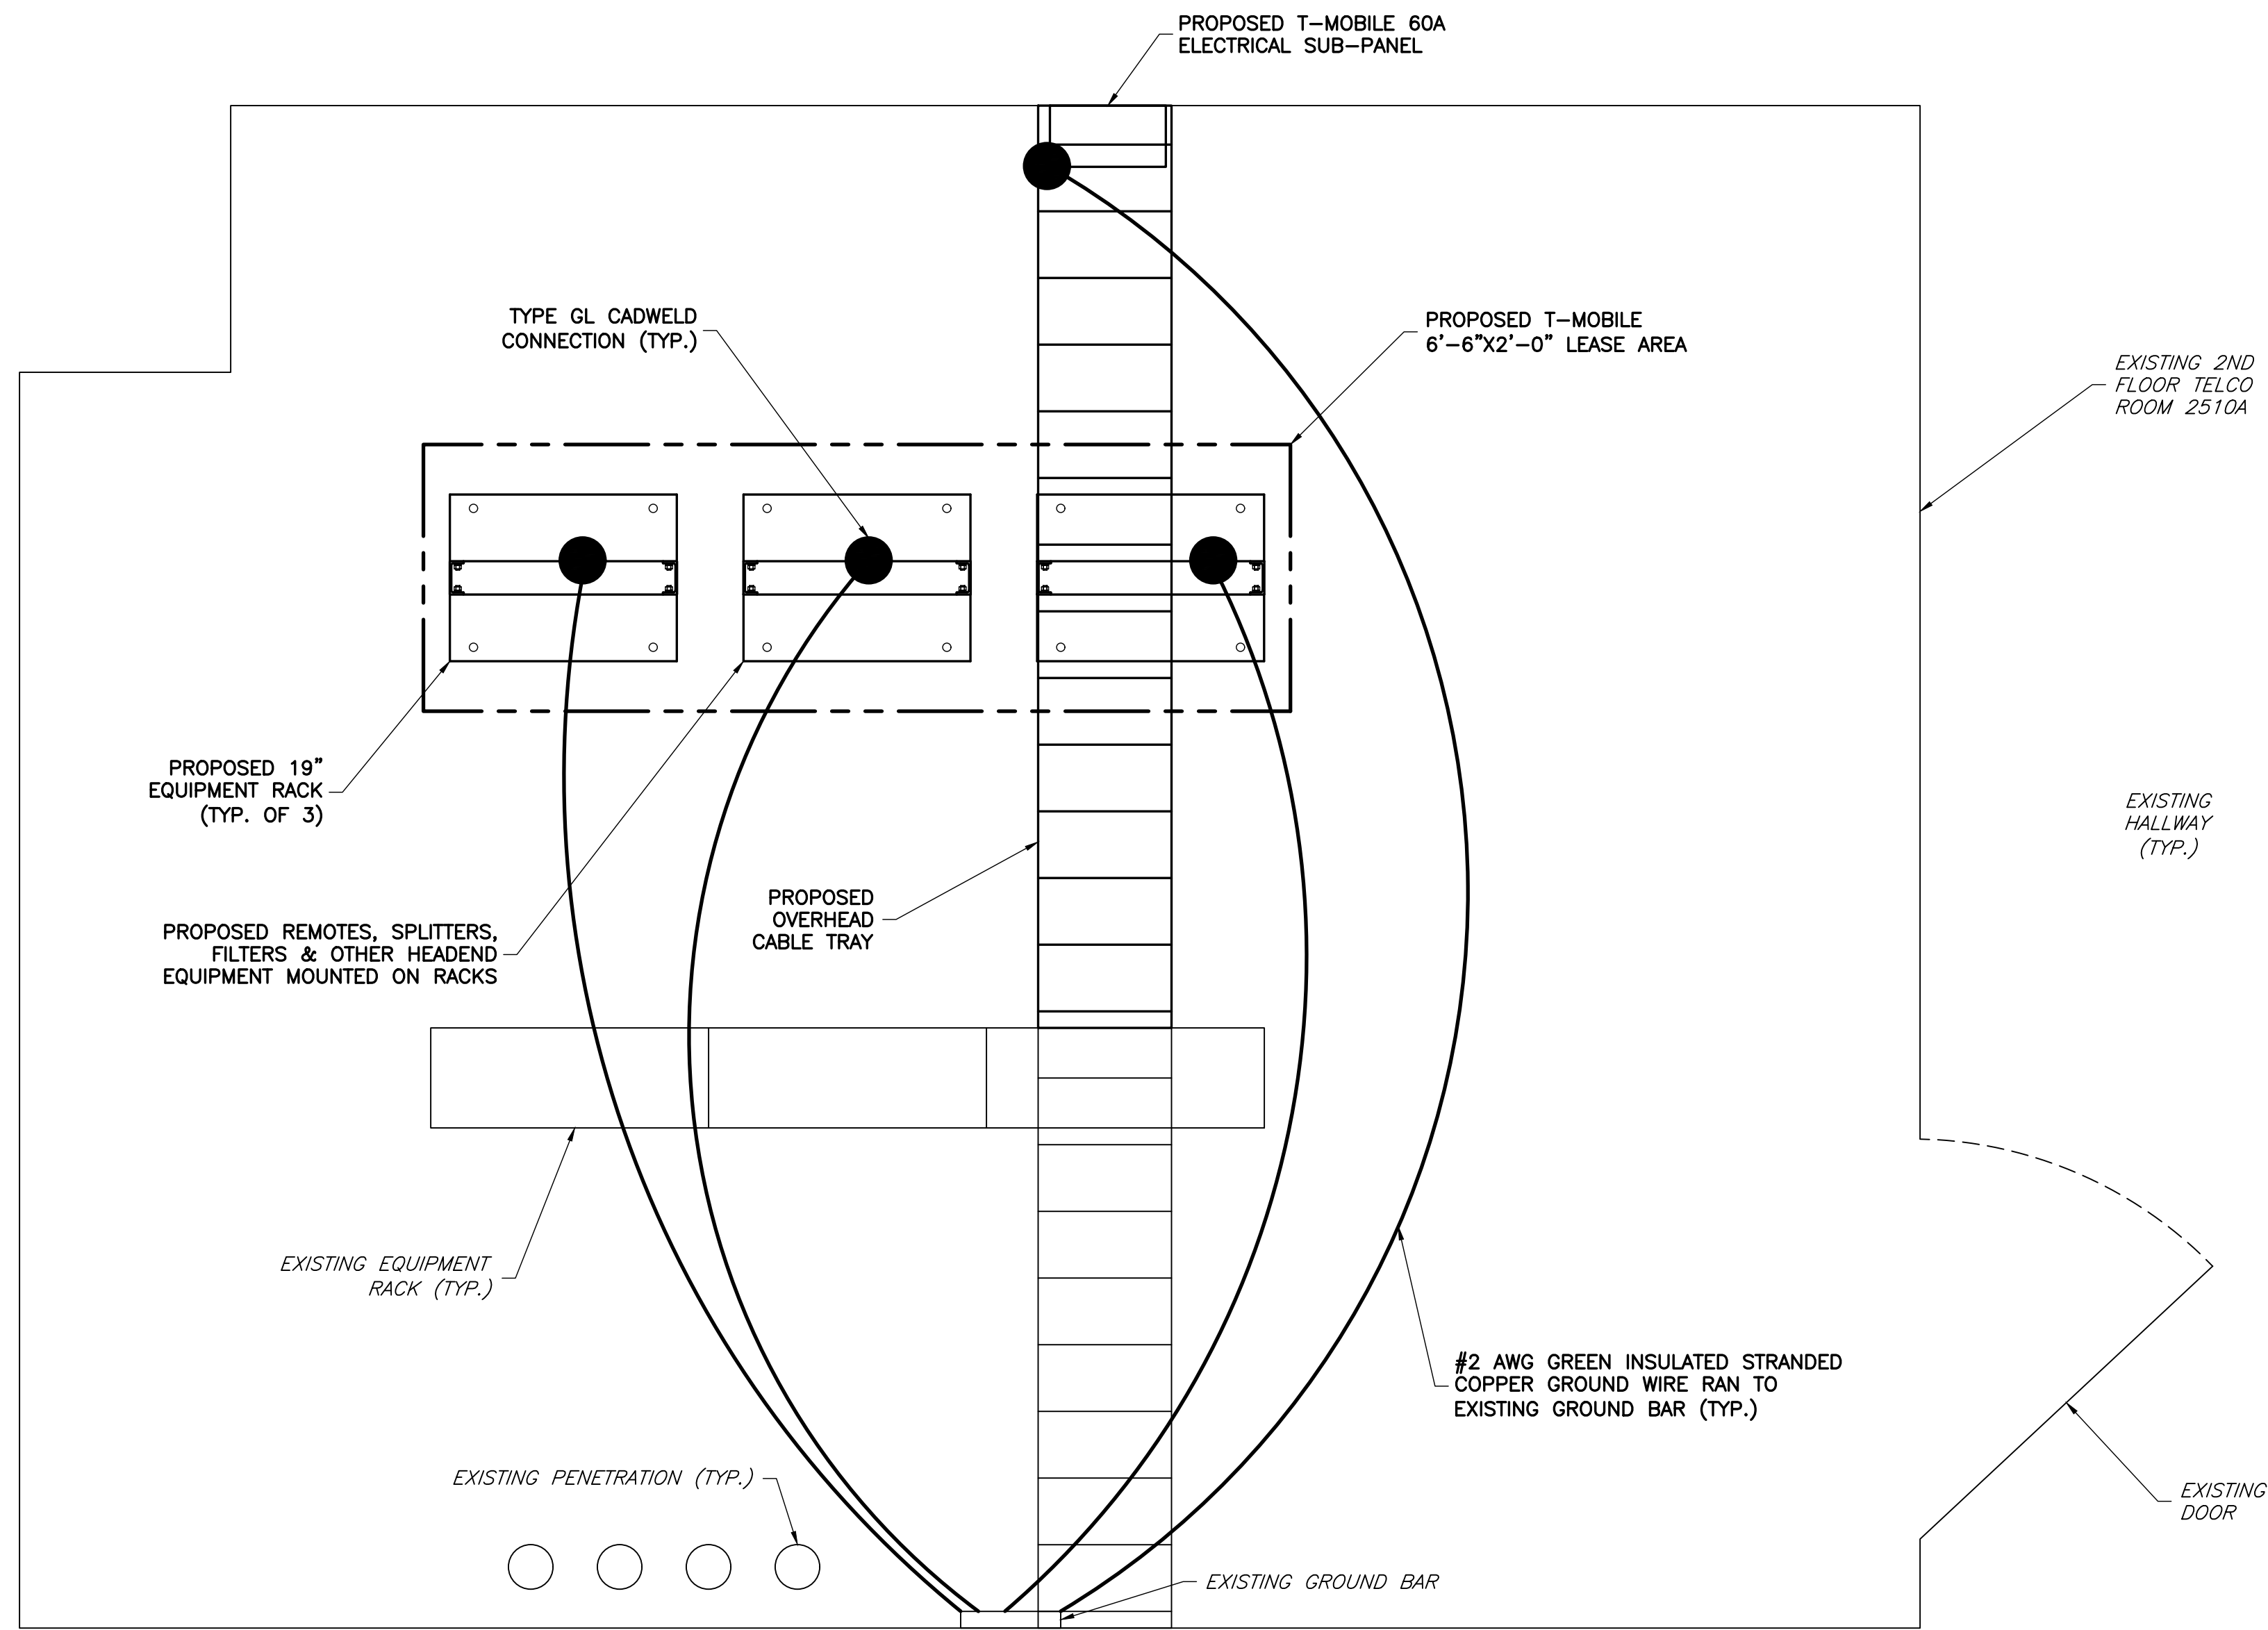 PROPOSED T-MOBILE 60A
ELECTRICAL SUB-PANEL
TYPE GL CADWELD
CONNECTION (TYP.)
PROPOSED T-MOBILE
6'-6"X2'-0" LEASE AREA
EXISTING 2ND
FLOOR TELCO
ROOM 2510A
PROPOSED 19"
EQUIPMENT RACK
(TYP. OF 3)
EXISTING
HALLWAY
(TYP.)
PROPOSED REMOTES, SPLITTERS,
FILTERS & OTHER HEADEND
EQUIPMENT MOUNTED ON RACKS
PROPOSED
OVERHEAD
CABLE TRAY
EXISTING EQUIPMENT
RACK (TYP.)
#2 AWG GREEN INSULATED STRANDED
COPPER GROUND WIRE RAN TO
EXISTING GROUND BAR (TYP.)
EXISTING PENETRATION (TYP.)
EXISTING
DOOR
EXISTING GROUND BAR